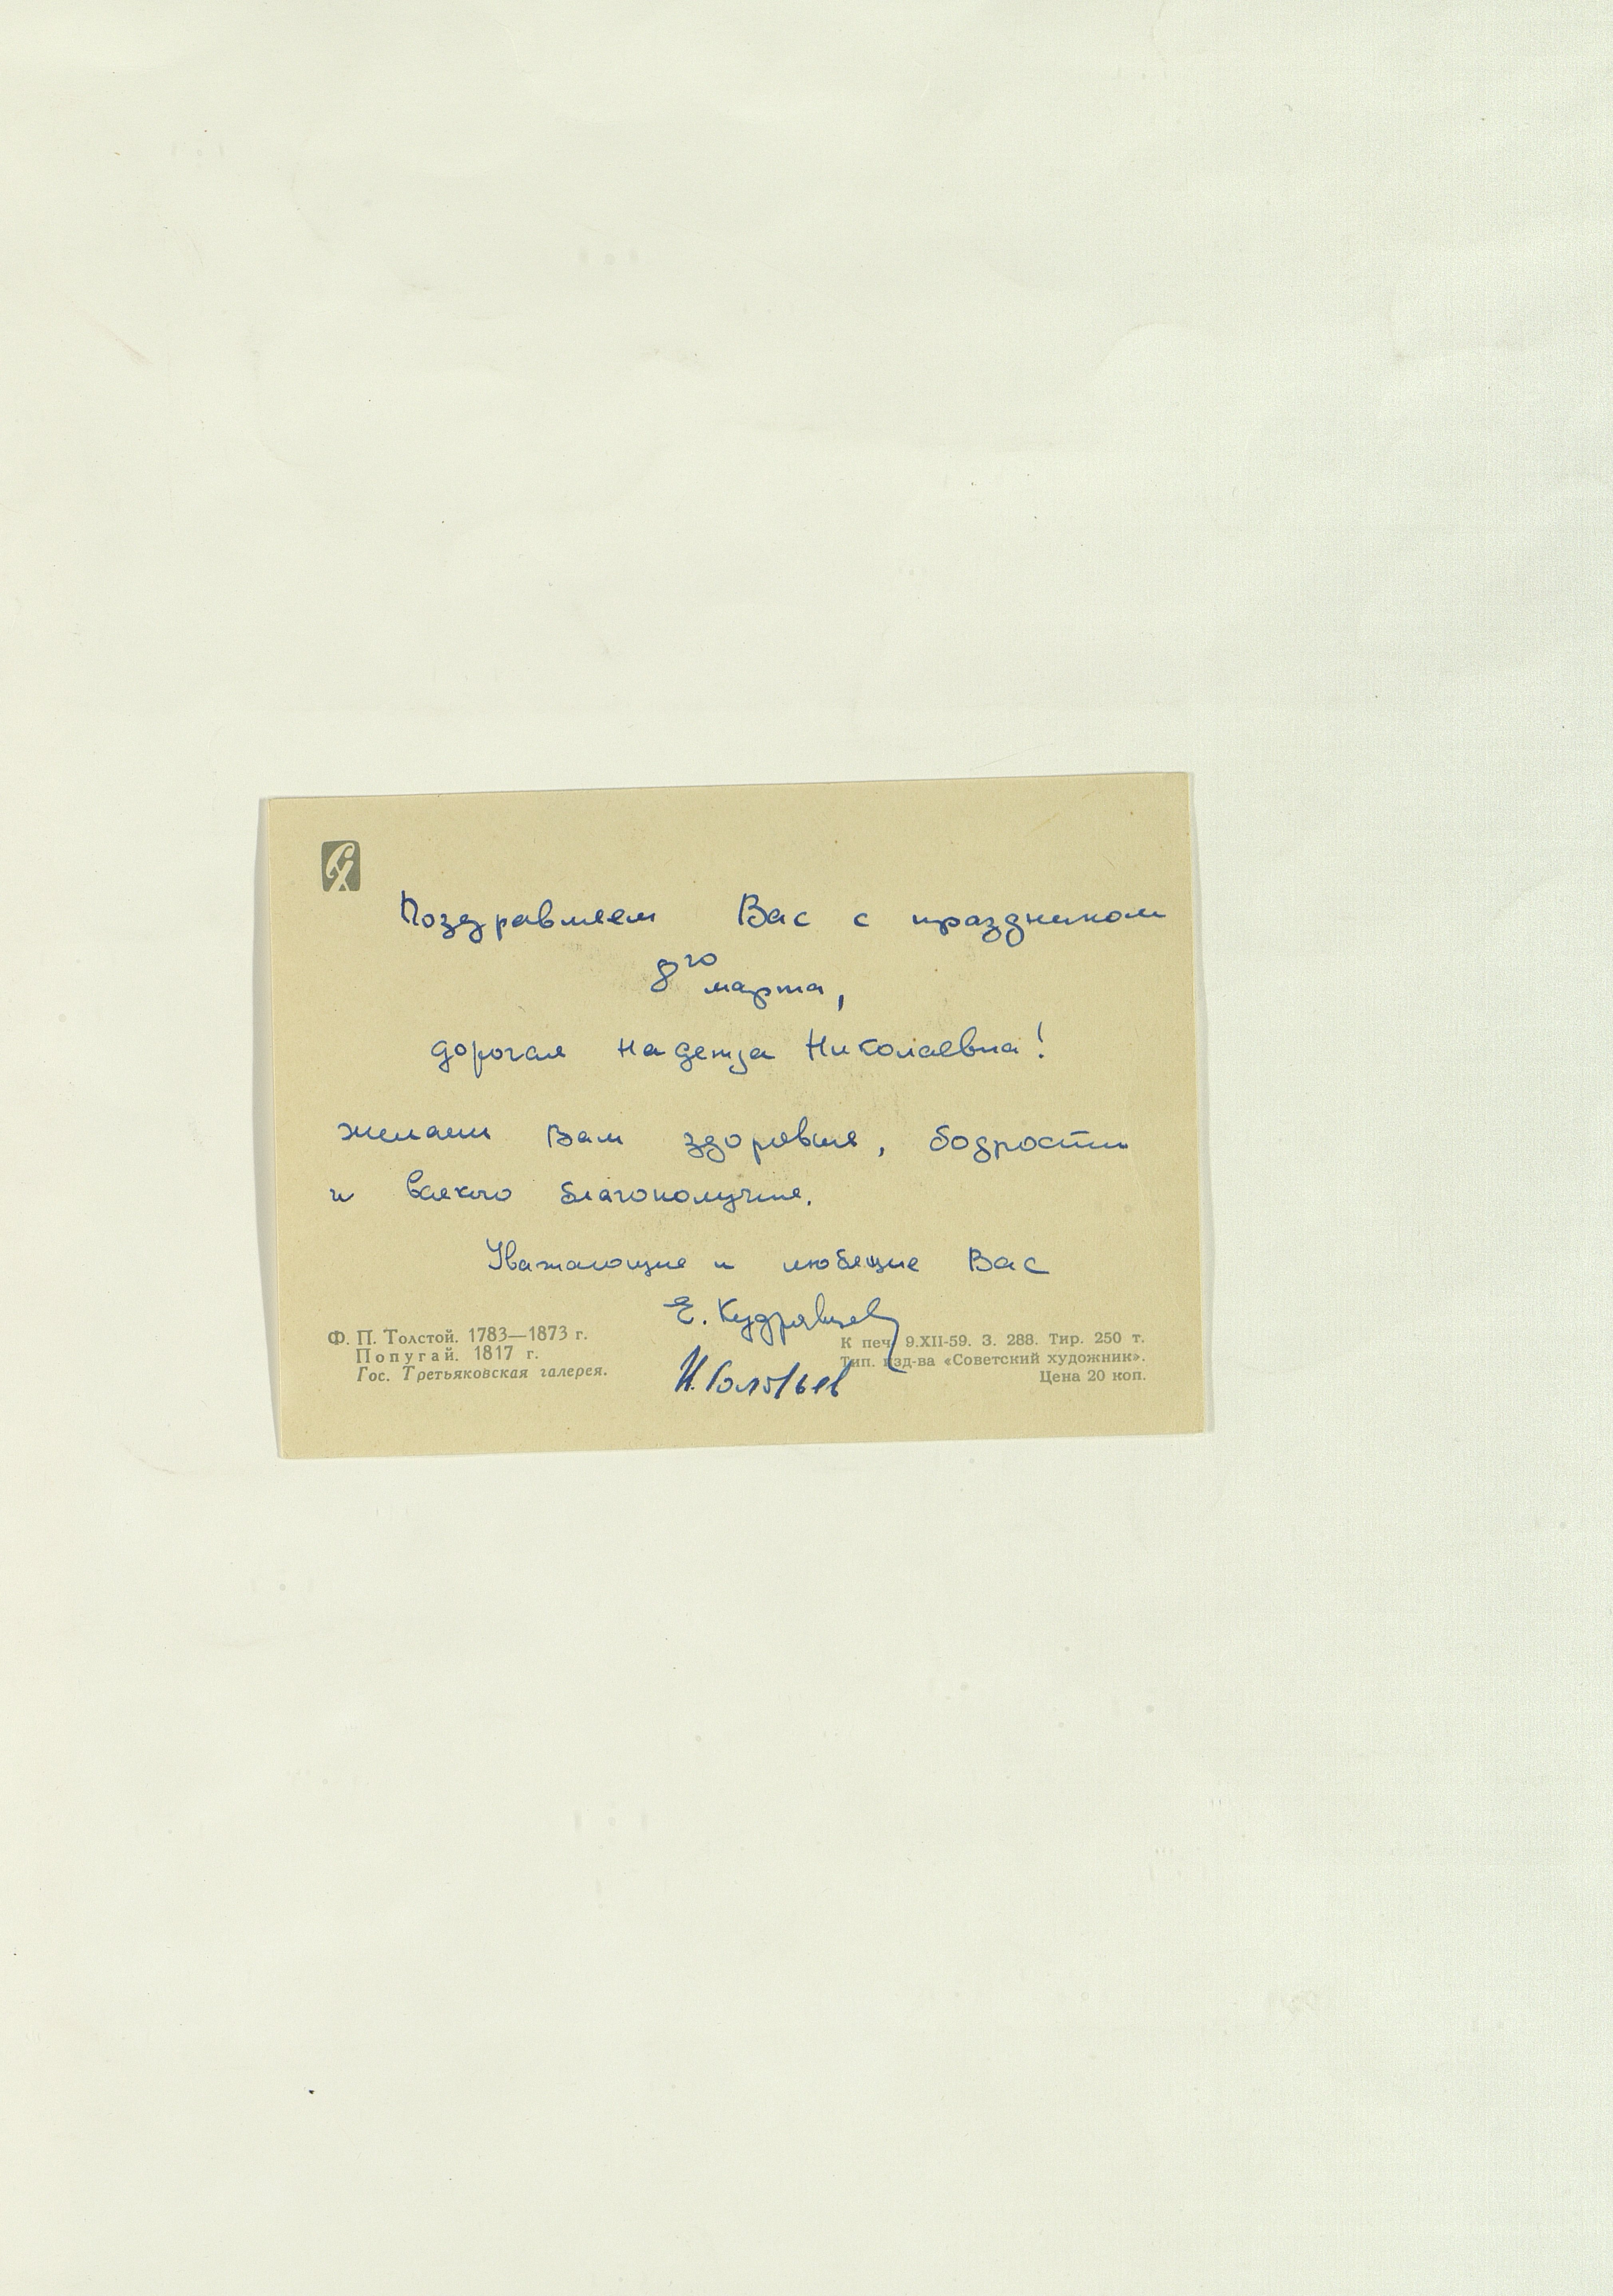 Поздравляем Вас с праздником
8го марта,
дорогая Надежда Николаевна!
желаем Вам здоровья, бодрости
и всякого благополучия.
Уважающие и любящие Вас
Е. Кудрявцев
И. Соловьев
Ф. П. Толстой. 1783—1873 г.
Попугай. 1817 г.
Гос. Третьяковская галерея.
К печ. 9.XII-59. З. 288. Тир. 250 т.
Тип. изд-ва «Советский художник».
Цена 20 коп.